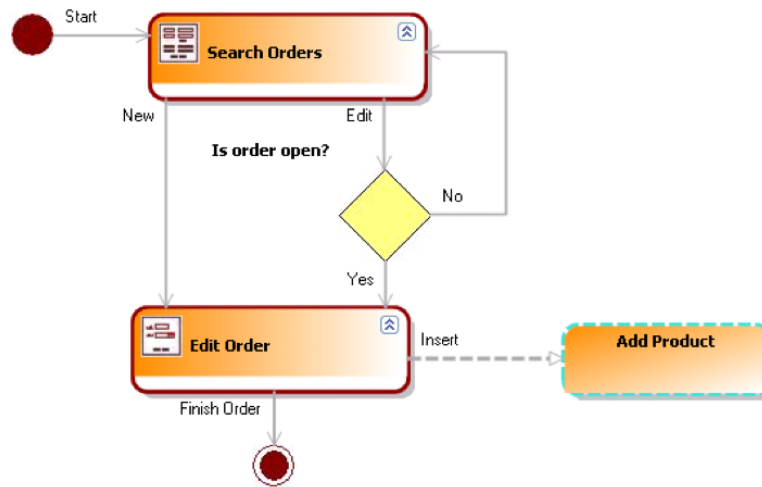 Start
Search Orders
New
Edit
Is order open?
No
Yes
Edit Order
Insert
Add Product
Finish Order